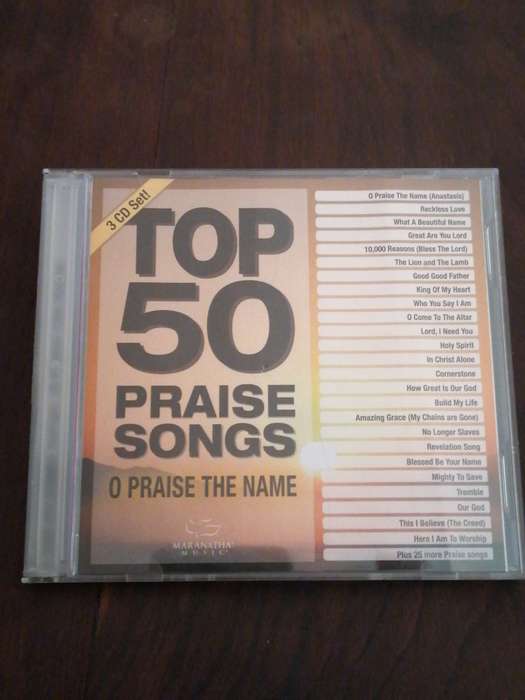 3 CD Set!
TOP
50
PRAISE
SONGS
O PRAISE THE NAME
MARANATHA!
MUSIC
O Praise The Name (Anastasis)
Reckless Love
What A Beautiful Name
Great Are You Lord
10,000 Reasons (Bless The Lord)
The Lion and The Lamb
Good Good Father
King Of My Heart
Who You Say I Am
O Come To The Altar
Lord, I Need You
Holy Spirit
In Christ Alone
Cornerstone
How Great Is Our God
Build My Life
Amazing Grace (My Chains are Gone)
No Longer Slaves
Revelation Song
Blessed Be Your Name
Mighty To Save
Tremble
Our God
This I Believe (The Creed)
Here I Am To Worship
Plus 25 more Praise songs